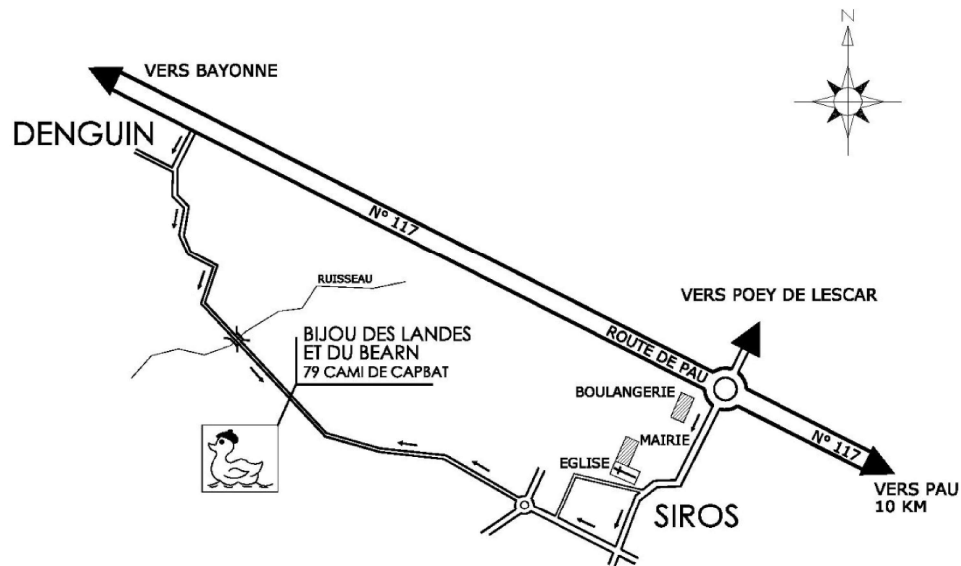 N
VERS BAYONNE
DENGUIN
N° 117
RUISSEAU
VERS POEY DE LESCAR
BIJOU DES LANDES
ET DU BEARN
79 CAMI DE CAPBAT
ROUTE DE PAU
BOULANGERIE
MAIRIE
N° 117
EGLISE
VERS PAU
10 KM
SIROS